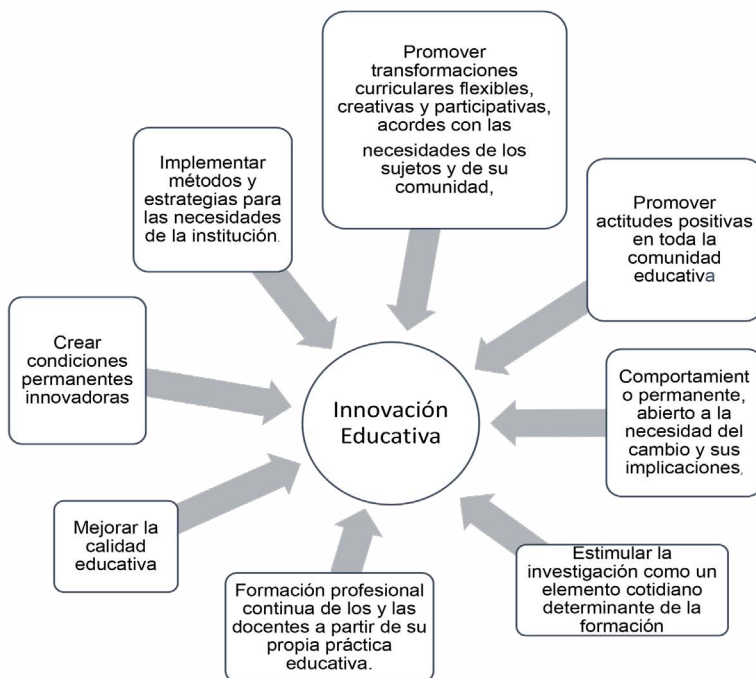 Promover
transformaciones
curriculares flexibles,
creativas y participativas,
acordes con las
necesidades de los
sujetos y de su
comunidad,
Implementar
métodos y
estrategias para
las necesidades
de la institución.
Promover
actitudes positivas
en toda la
comunidad
educativa
Crear
condiciones
permanentes
innovadoras
Innovación
Educativa
Comportamient
o permanente,
abierto a la
necesidad del
cambio y sus
implicaciones,
Mejorar la
calidad
educativa
Formación profesional
continua de los y las
docentes a partir de su
propia práctica
educativa.
Estimular la
investigación como un
elemento cotidiano
determinante de la
formación